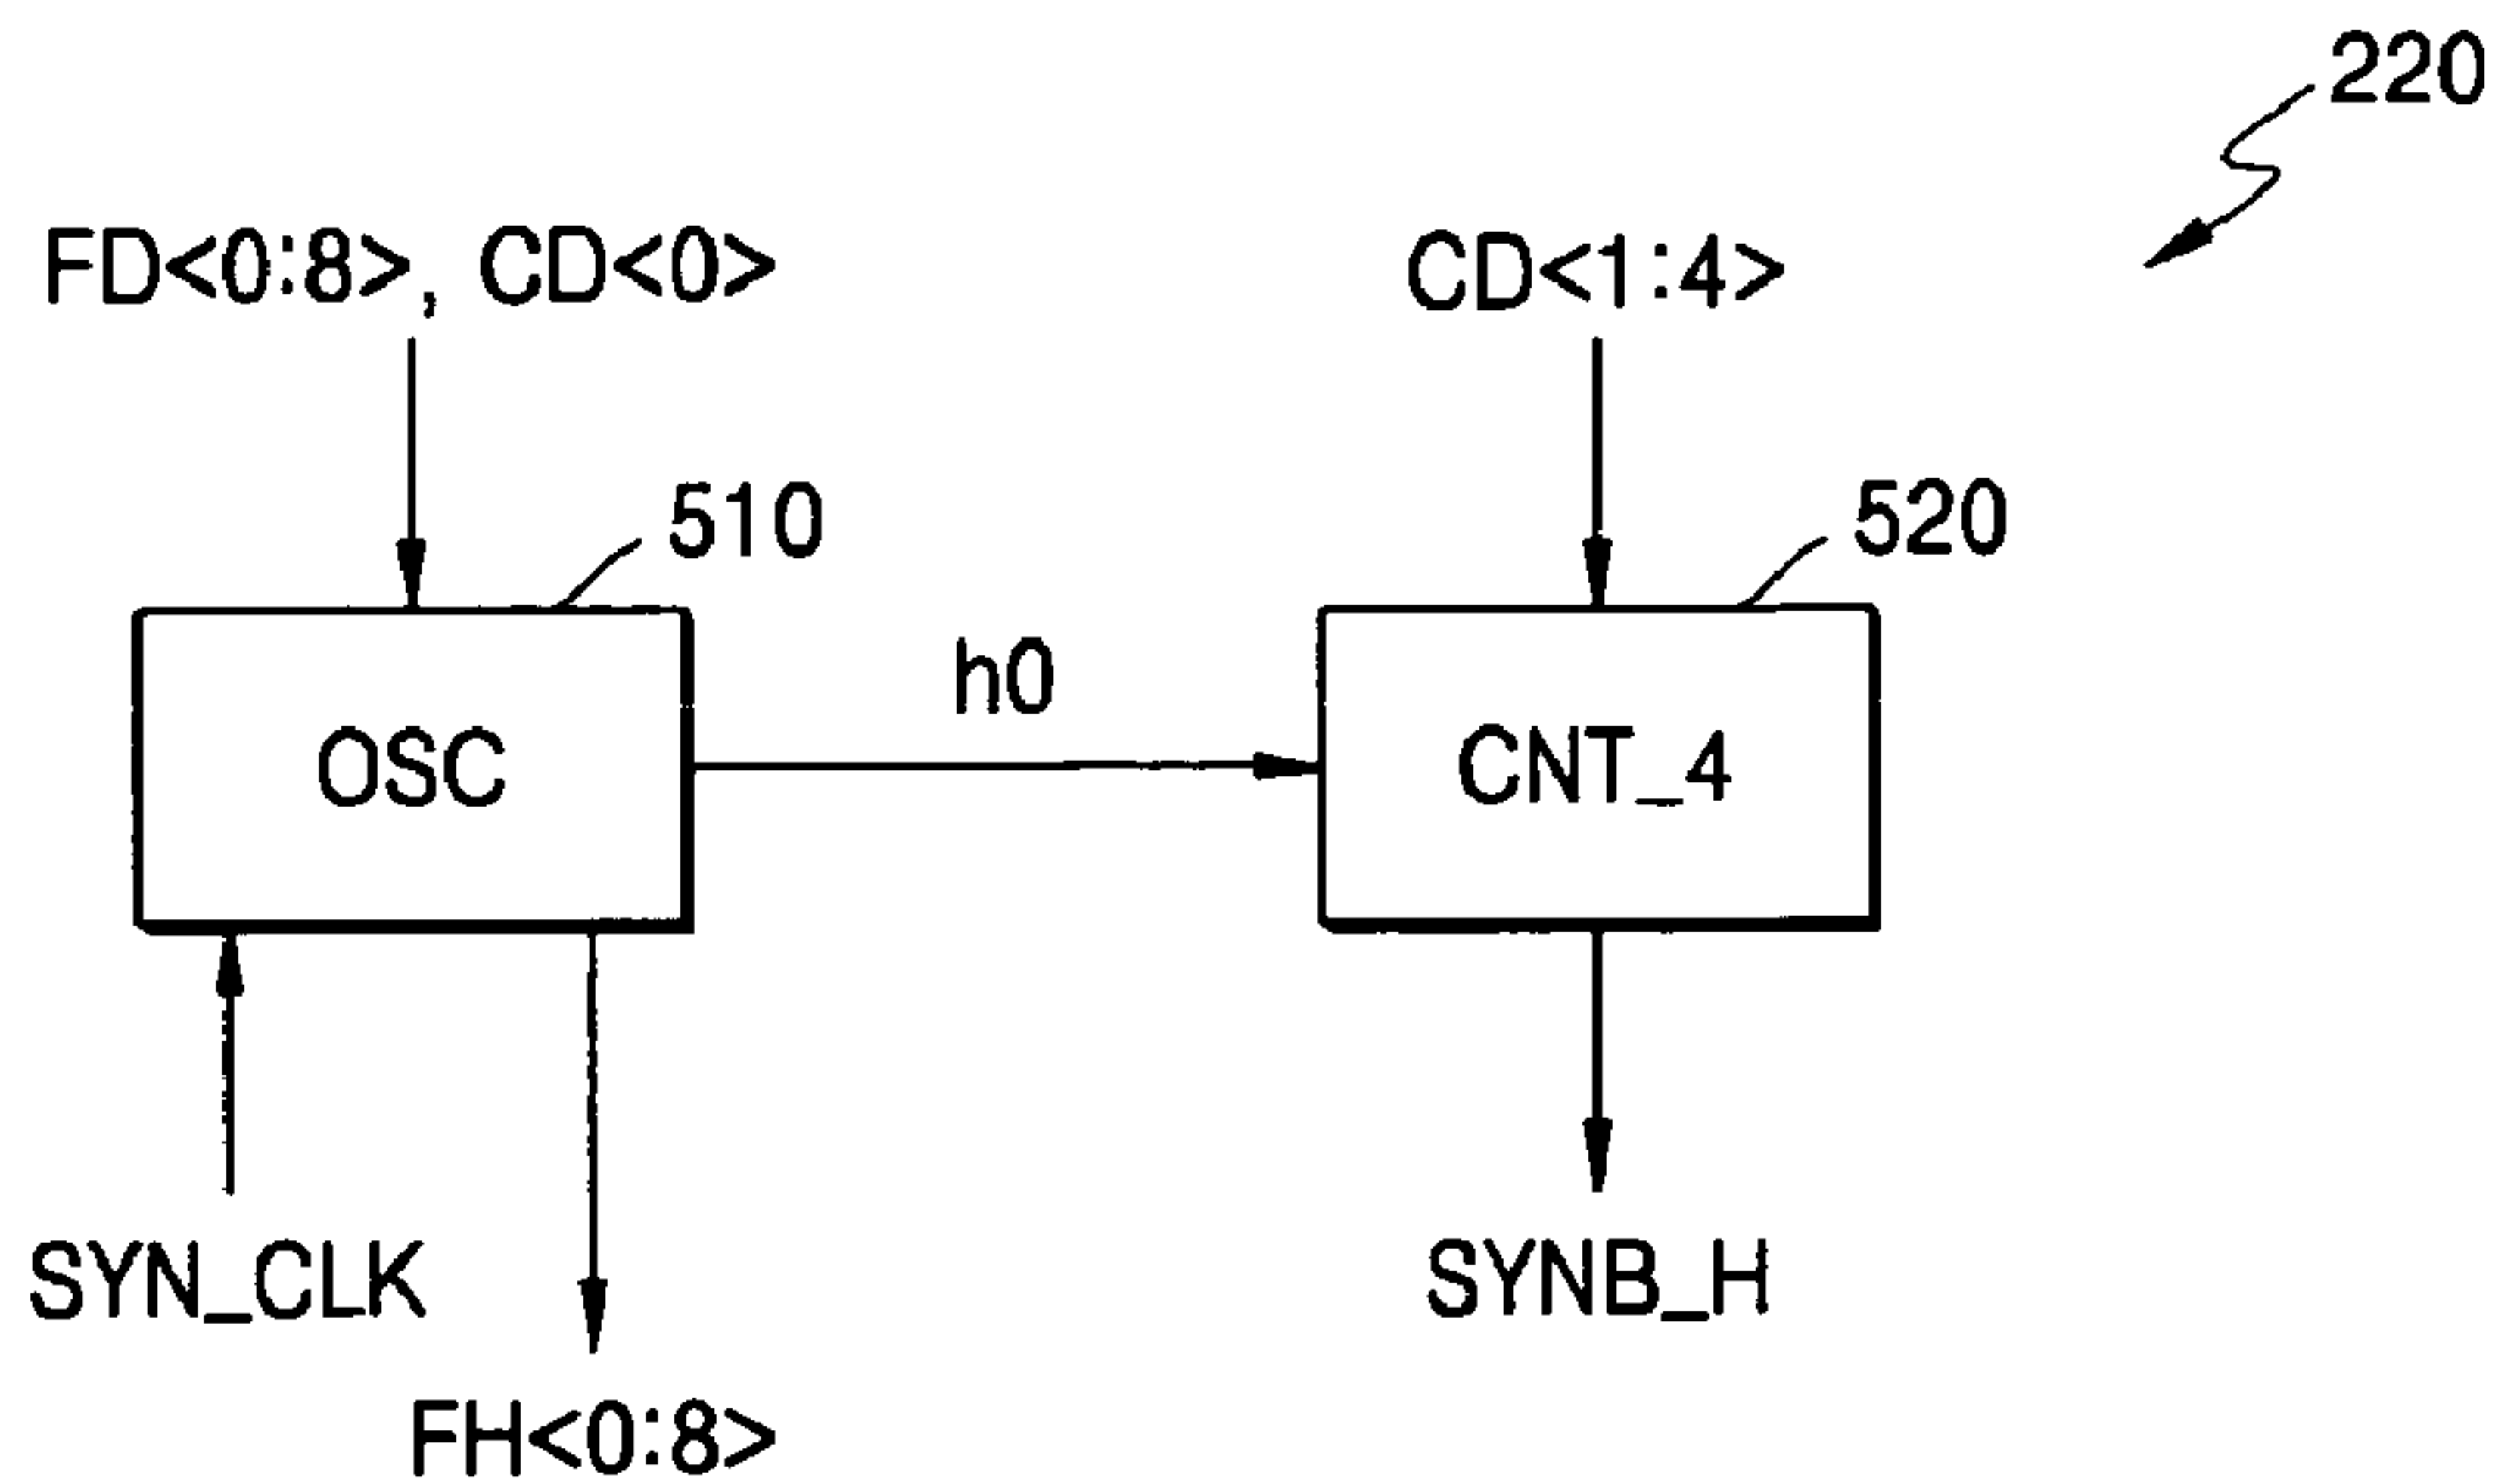 220
FD<0:8>, CD<0>
CD<1:4>
510
520
h0
OSC
CNT_4
SYN_CLK
SYNB_H
FH<0:8>